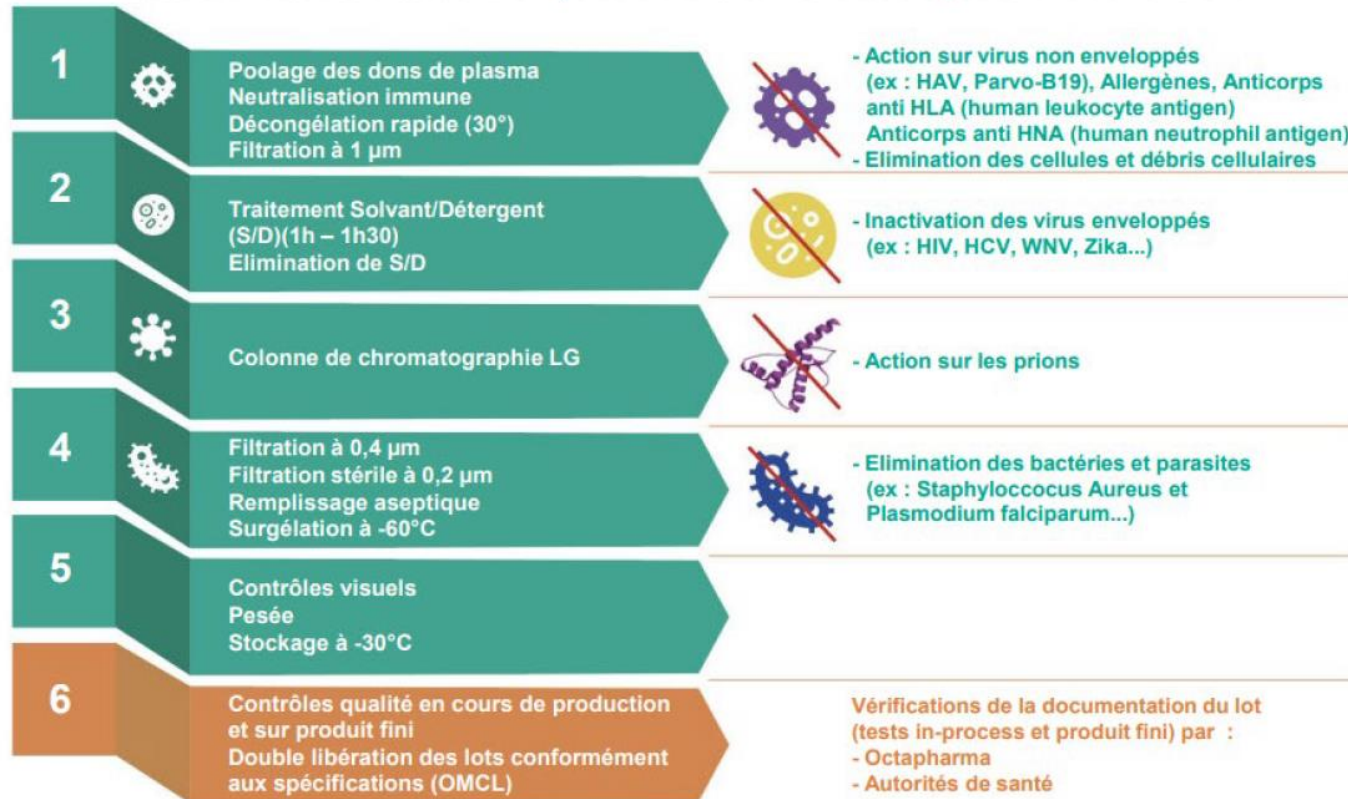 1
Poolage des dons de plasma
Neutralisation immune
Décongélation rapide (30°)
Filtration à 1 µm
- Action sur virus non enveloppés
(ex : HAV, Parvo-B19), Allergènes, Anticorps
anti HLA (human leukocyte antigen)
Anticorps anti HNA (human neutrophil antigen)
- Elimination des cellules et débris cellulaires
2
Traitement Solvant/Détergent
(S/D)(1h – 1h30)
Elimination de S/D
- Inactivation des virus enveloppés
(ex : HIV, HCV, WNV, Zika...)
3
Colonne de chromatographie LG
- Action sur les prions
4
Filtration à 0,4 µm
Filtration stérile à 0,2 µm
Remplissage aseptique
Surgélation à -60°C
- Elimination des bactéries et parasites
(ex : Staphyloccocus Aureus et
Plasmodium falciparum...)
5
Contrôles visuels
Pesée
Stockage à -30°C
6
Contrôles qualité en cours de production
et sur produit fini
Double libération des lots conformément
aux spécifications (OMCL)
Vérifications de la documentation du lot
(tests in-process et produit fini) par :
- Octapharma
- Autorités de santé